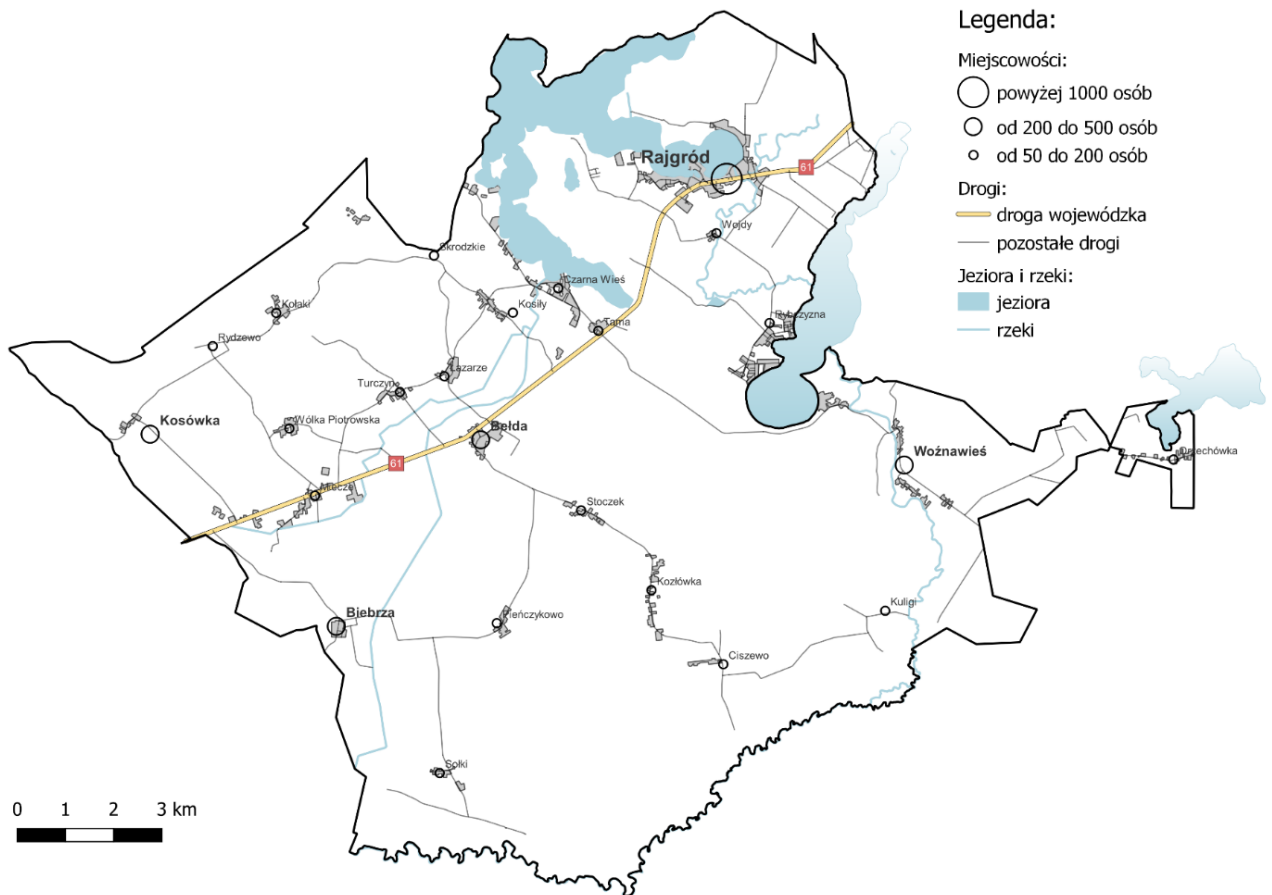 Legenda:
Miejscowości:
powyżej 1000 osób
od 200 do 500 osób
od 50 do 200 osób
Drogi:
droga wojewódzka
pozostałe drogi
Jeziora i rzeki:
jeziora
rzeki
Rajgród
61
Wojdy
Skrodzkie
Czarna Wieś
Kołaki
Kosiły
Rybczyzna
Tama
Rydzewo
Łazarze
Turczyn
Kosówka
Wólka Piotrowska
Bełda
Woźnawieś
61
Orzechówka
Miecze
Stoczek
Kozłówka
Biebrza
Pieńczykowo
Kuligi
Ciszewo
Sołki
0 1 2 3 km